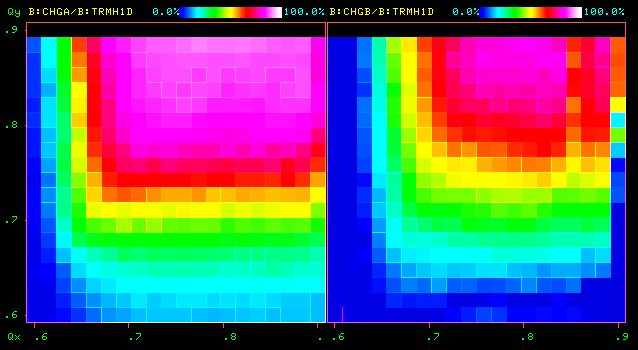 Qy B:CHGA/B:TRMH1D 0.0% 100.0% B:CHGB/B:TRMH1D 0.0% 100.0%
.9
.8
.7
.6
Qx .6 .7 .8 .6 .7 .8 .9